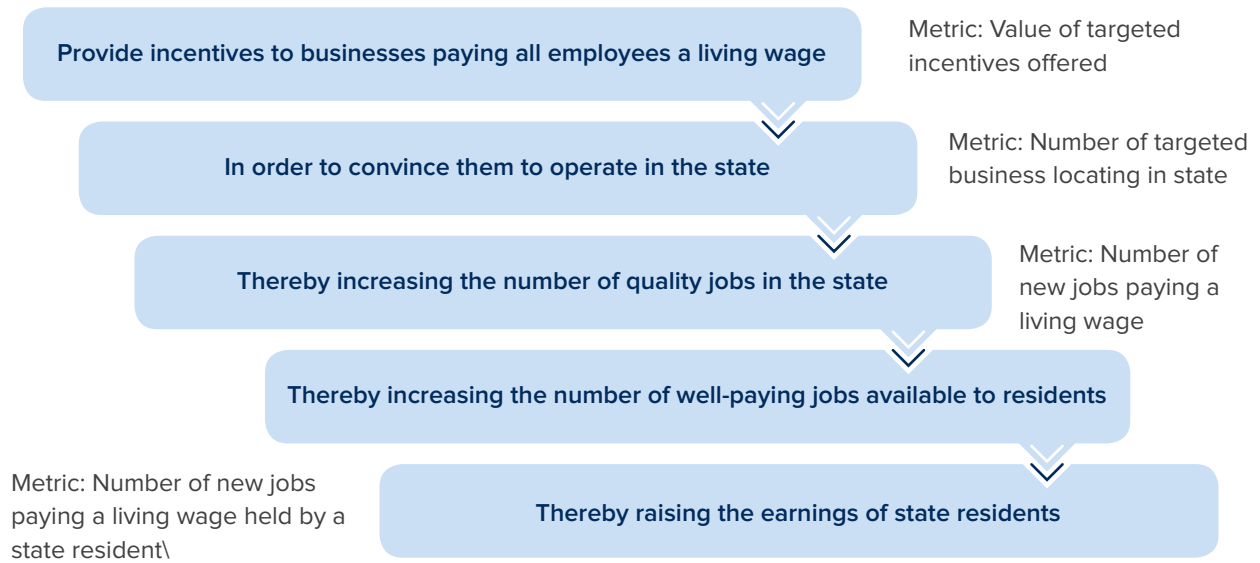 Provide incentives to businesses paying all employees a living wage
Metric: Value of targeted
incentives offered
In order to convince them to operate in the state
Metric: Number of targeted
business locating in state
Thereby increasing the number of quality jobs in the state
Metric: Number of
new jobs paying a
living wage
Thereby increasing the number of well-paying jobs available to residents
Metric: Number of new jobs
paying a living wage held by a
state resident\
Thereby raising the earnings of state residents